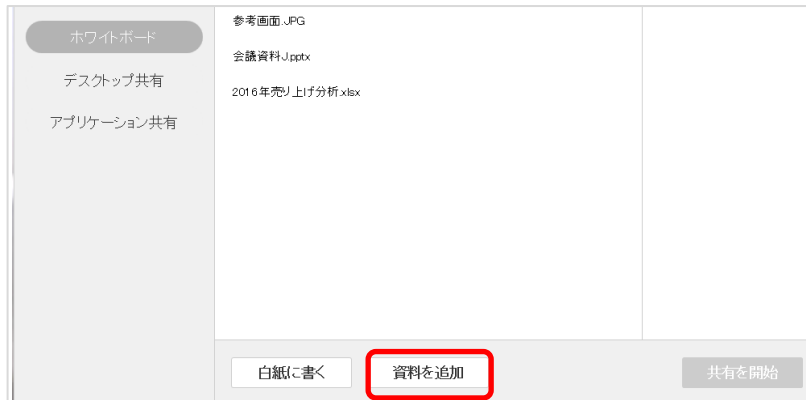 ホワイトボード
デスクトップ共有
アプリケーション共有
参考画面.JPG
会議資料J.pptx
2016年売り上げ分析.xlsx
白紙に書く
資料を追加
共有を開始